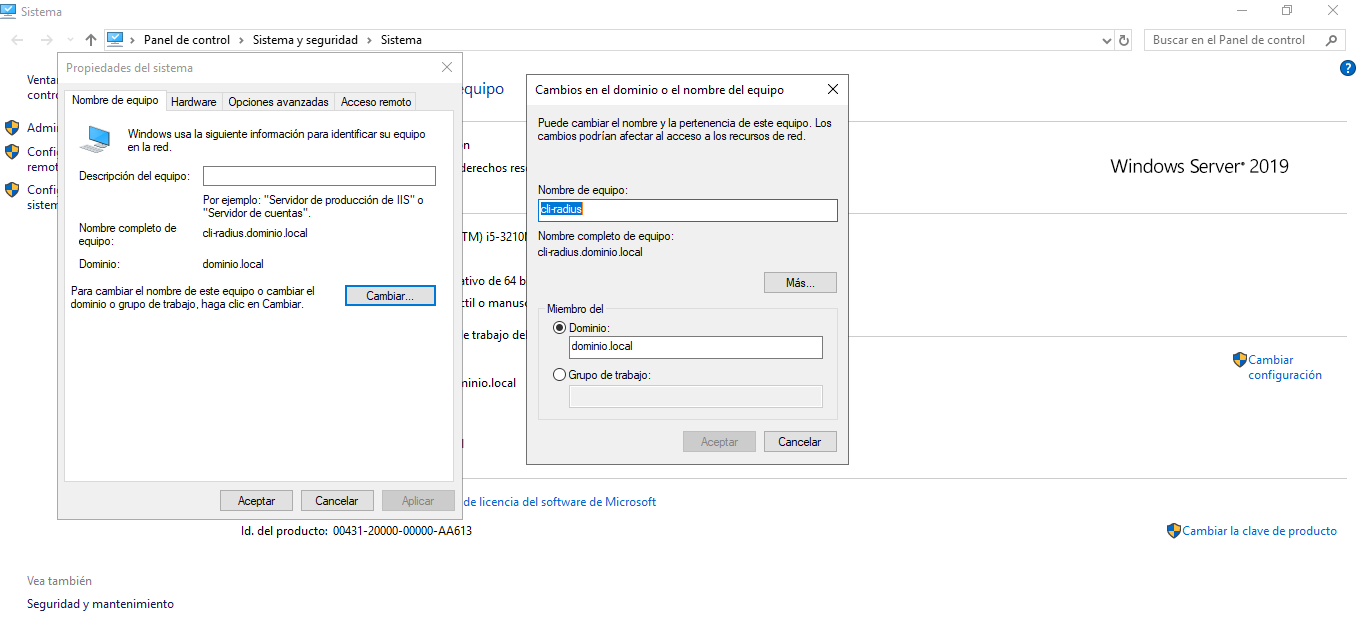 Sistema
Panel de control
Sistema y seguridad
Sistema
Buscar en el Panel de control
Propiedades del sistema
Nombre de equipo
Hardware
Opciones avanzadas
Acceso remoto
Windows usa la siguiente información para identificar su equipo
en la red.
Descripción del equipo:
Por ejemplo: "Servidor de producción de IIS" o
"Servidor de cuentas".
Nombre completo de
equipo:
cli-radius.dominio.local
Dominio:
dominio.local
Para cambiar el nombre de este equipo o cambiar el
dominio o grupo de trabajo, haga clic en Cambiar.
Cambiar...
Aceptar
Cancelar
Aplicar
Cambios en el dominio o el nombre del equipo
Puede cambiar el nombre y la pertenencia de este equipo. Los
cambios podrían afectar al acceso a los recursos de red.
Nombre de equipo:
cli-radius
Nombre completo de equipo:
cli-radius.dominio.local
Más...
Miembro del
Dominio:
dominio.local
Grupo de trabajo:
Aceptar
Cancelar
equipo
derechos
TM) i5-3210
ativo de 64 b
ctil o manus
e trabajo de
minio.local
Windows Server 2019
Cambiar
configuración
de licencia del software de Microsoft
Id. del producto: 00431-20000-00000-AA613
Cambiar la clave de producto
Venta
contr
Admi
Confi
remot
Confi
sistem
Vea también
Seguridad y mantenimiento